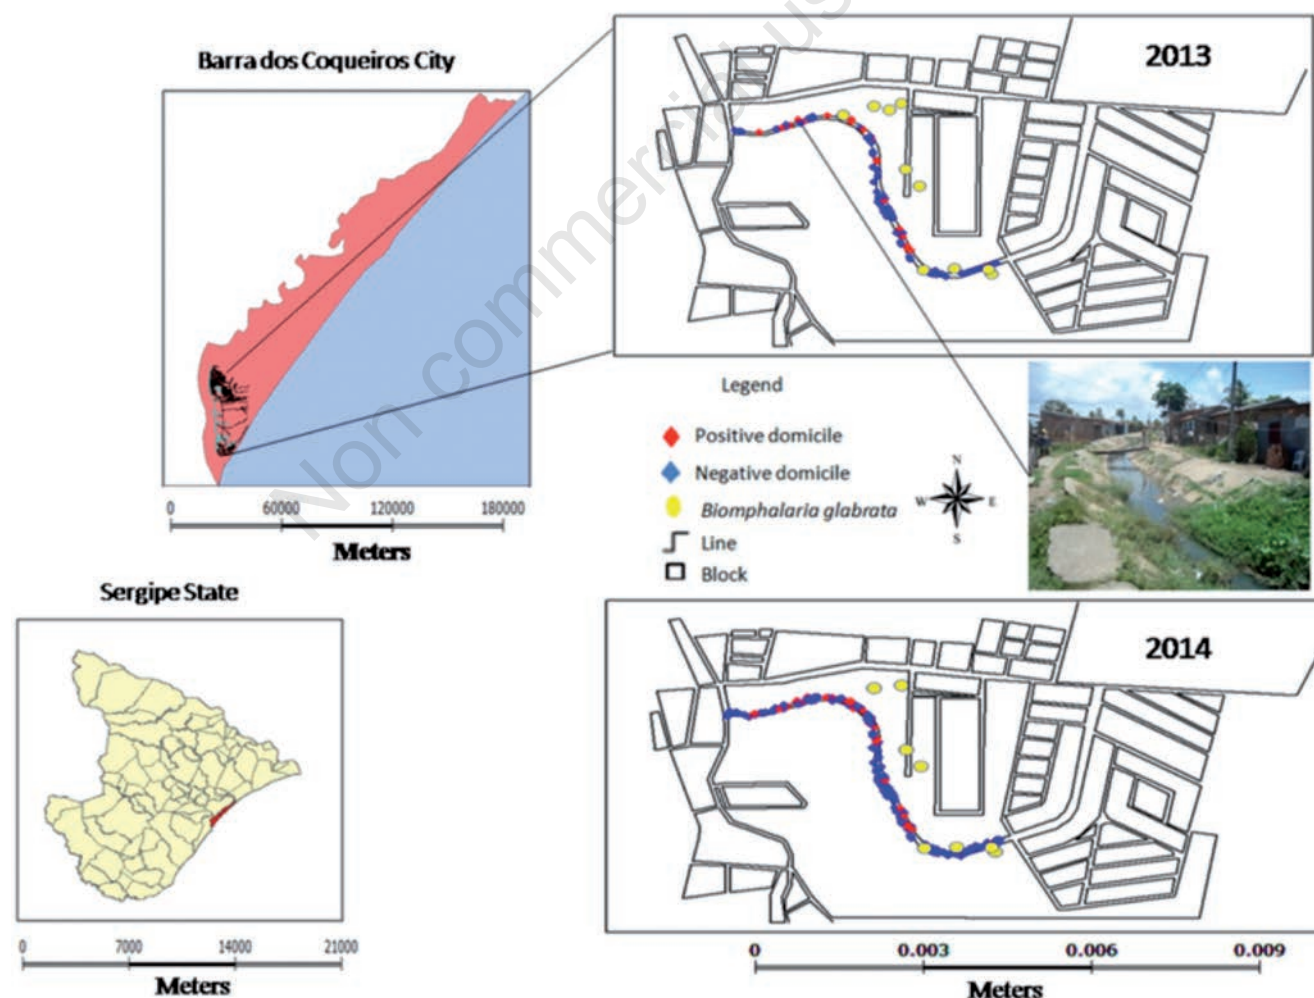 Barra dos Coqueiros City
0 60000 120000 180000
Meters
Sergipe State
0 7000 14000 21000
Meters
2013
Legend
Positive domicile
Negative domicile
Biomphalaria glabrata
Line
Block
N
W E
S
2014
0 0.003 0.006 0.009
Meters
Non-commercial us